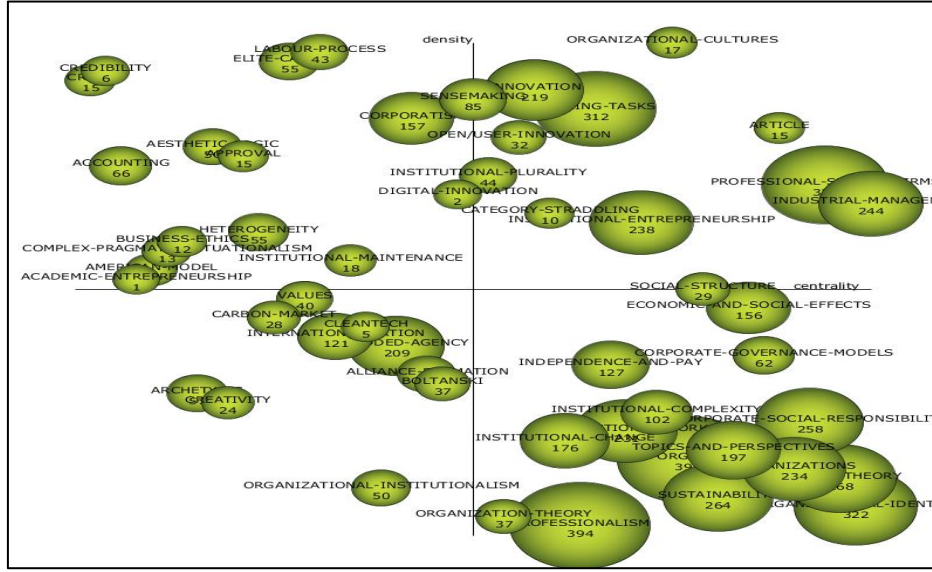 density
ORGANIZATIONAL-CULTURES
17
LABOUR-PROCESS
43
55
CREDIBILITY
6
15
INNOVATION
219
SENSEMAKING
85
312
157
OPEN/USER-INNOVATION
32
ARTICLE
15
APPROVAL
15
ACCOUNTING
66
INSTITUTIONAL-PLURALITY
44
DIGITAL-INNOVATION
2
INDUSTRIAL-MANAGEM
244
CATEGORY-STRADDLING
10
238
HETEROGENEITY
55
BUSINESS-ETHICS
12
13
INSTITUTIONAL-MAINTENANCE
18
ACADEMIC-ENTREPRENEURSHIP
1
SOCIAL-STRUCTURE
29
centrality
ECONOMIC-AND-SOCIAL-EFFECTS
156
VALUES
40
CARBON-MARKET
28
CLEANTECH
5
121
209
CORPORATE-GOVERNANCE-MODELS
62
INDEPENDENCE-AND-PAY
127
BOLTANSKI
37
CREATIVITY
24
INSTITUTIONAL-COMPLEXITY
102
258
INSTITUTIONAL-CHANGE
176
TOPICS-AND-PERSPECTIVES
197
234
ORGANIZATIONAL-INSTITUTIONALISM
50
SUSTAINABILITY
264
322
ORGANIZATION-THEORY
37
PROFESSIONALISM
394